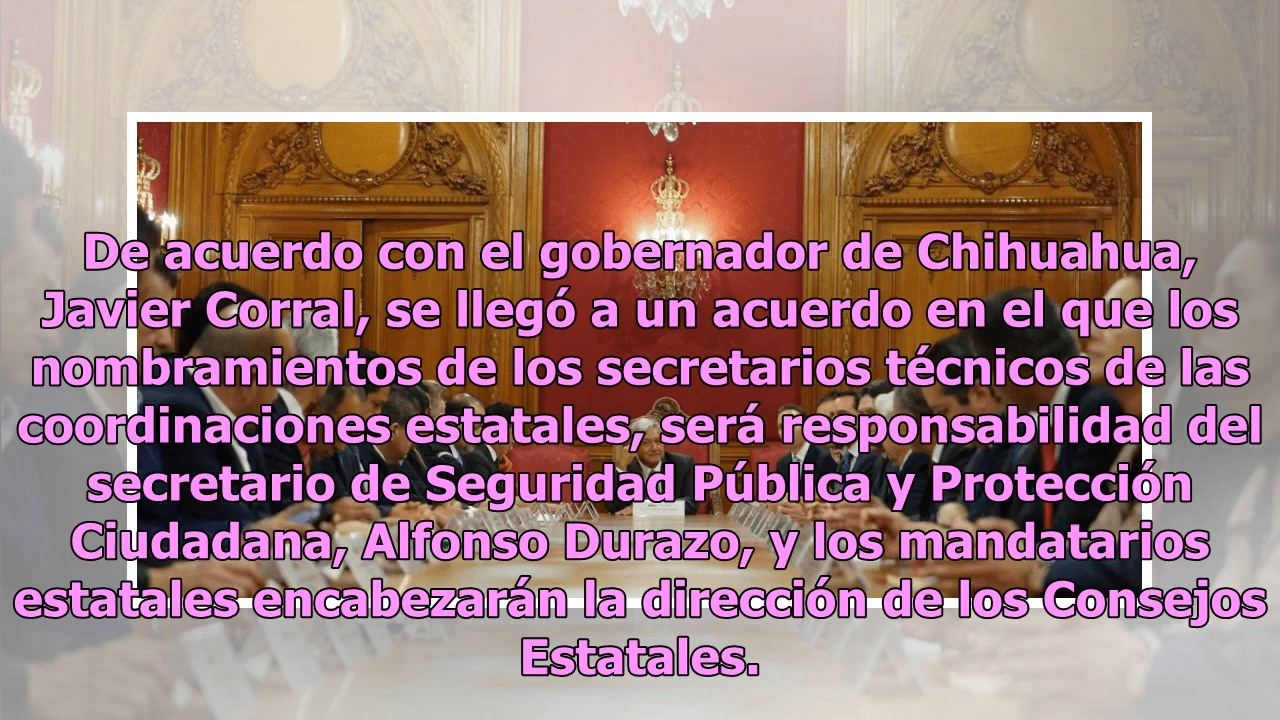 De acuerdo con el gobernador de Chihuahua,
Javier Corral, se llegó a un acuerdo en el que los
nombramientos de los secretarios técnicos de las
coordinaciones estatales, será responsabilidad del
secretario de Seguridad Pública y Protección
Ciudadana, Alfonso Durazo, y los mandatarios
estatales encabezarán la dirección de los Consejos
Estatales.